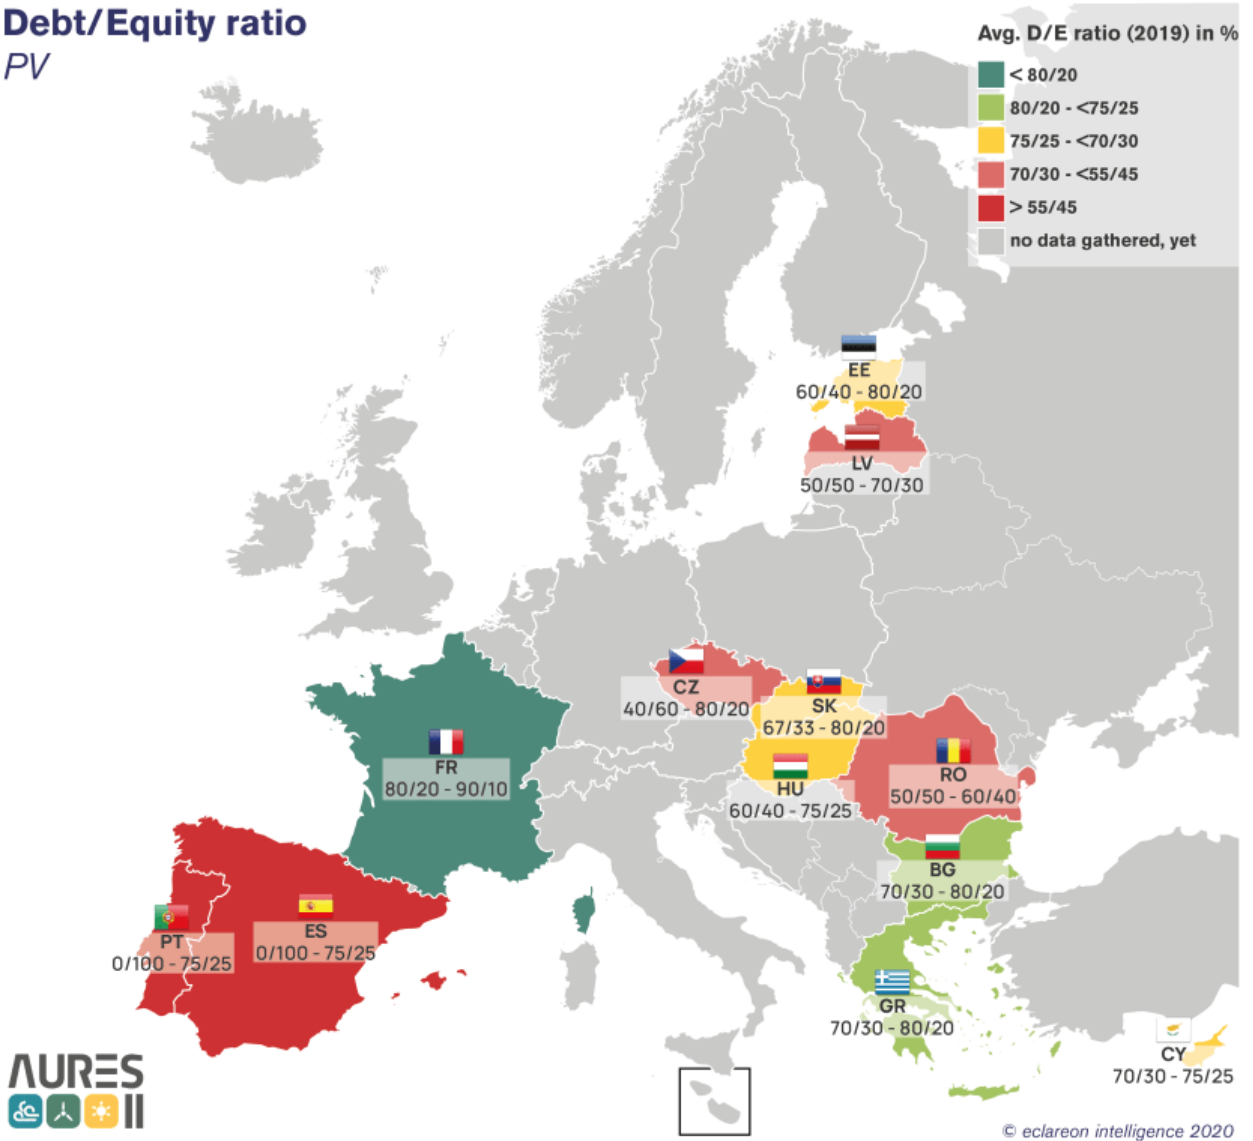 Debt/Equity ratio
PV
Avg. D/E ratio (2019) in %
< 80/20
80/20 - <75/25
75/25 - <70/30
70/30 - <55/45
> 55/45
no data gathered, yet
EE
60/40 - 80/20
LV
50/50 - 70/30
CZ
40/60 - 80/20
SK
67/33 - 80/20
FR
80/20 - 90/10
HU
60/40 - 75/25
RO
50/50 - 60/40
BG
70/30 - 80/20
PT
0/100 - 75/25
ES
0/100 - 75/25
GR
70/30 - 80/20
CY
70/30 - 75/25
AURES
II
© eclareon intelligence 2020